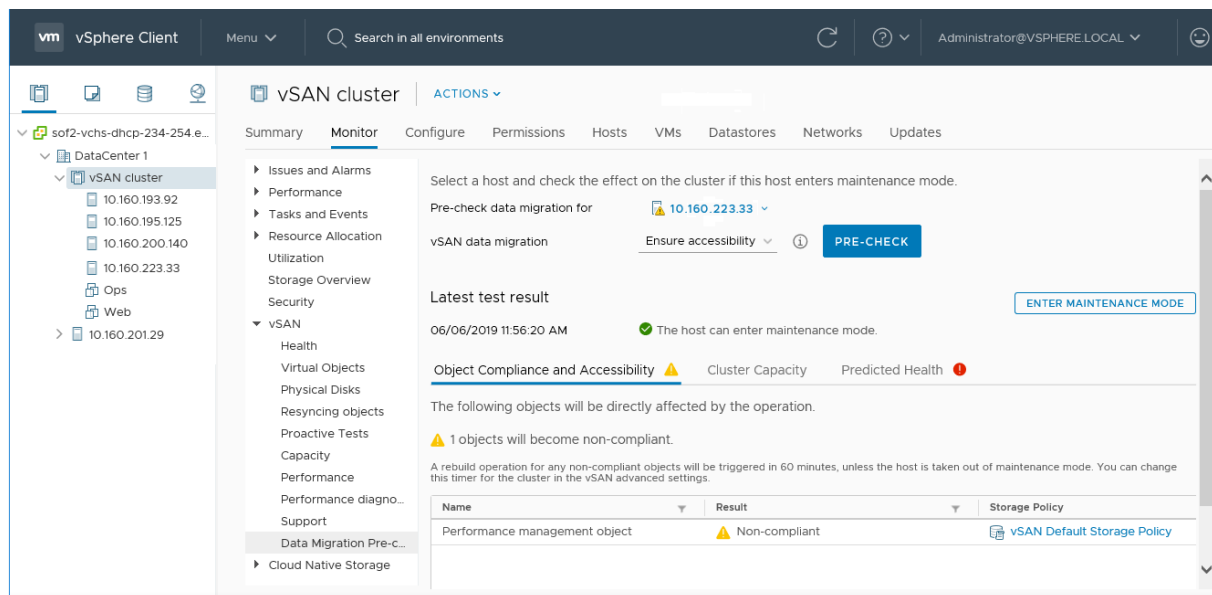 vm vSphere Client Menu Search in all environments Administrator@VSPHERE.LOCAL
sof2-vchs-dhcp-234-254.e...
DataCenter 1
vSAN cluster
10.160.193.92
10.160.195.125
10.160.200.140
10.160.223.33
Ops
Web
10.160.201.29
vSAN cluster ACTIONS
Summary Monitor Configure Permissions Hosts VMs Datastores Networks Updates
Issues and Alarms
Performance
Tasks and Events
Resource Allocation
Utilization
Storage Overview
Security
vSAN
Health
Virtual Objects
Physical Disks
Resyncing objects
Proactive Tests
Capacity
Performance
Performance diagno...
Support
Data Migration Pre-c...
Cloud Native Storage
Select a host and check the effect on the cluster if this host enters maintenance mode.
Pre-check data migration for 10.160.223.33
vSAN data migration Ensure accessibility PRE-CHECK
Latest test result
ENTER MAINTENANCE MODE
06/06/2019 11:56:20 AM The host can enter maintenance mode.
Object Compliance and Accessibility Cluster Capacity Predicted Health
The following objects will be directly affected by the operation.
1 objects will become non-compliant.
A rebuild operation for any non-compliant objects will be triggered in 60 minutes, unless the host is taken out of maintenance mode. You can change
this timer for the cluster in the vSAN advanced settings.
Name Result Storage Policy
Performance management object Non-compliant vSAN Default Storage Policy